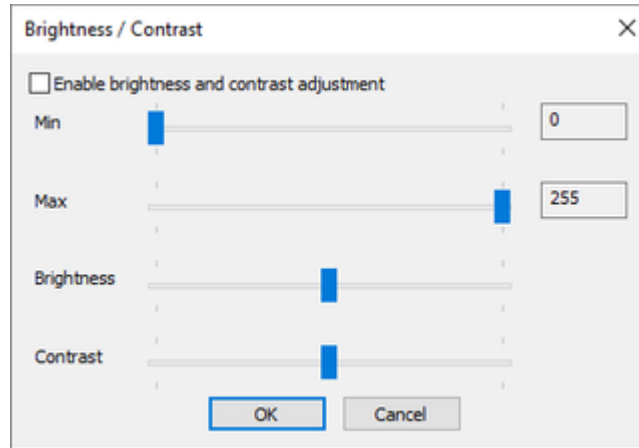 Brightness / Contrast
Enable brightness and contrast adjustment
Min
0
Max
255
Brightness
Contrast
OK
Cancel